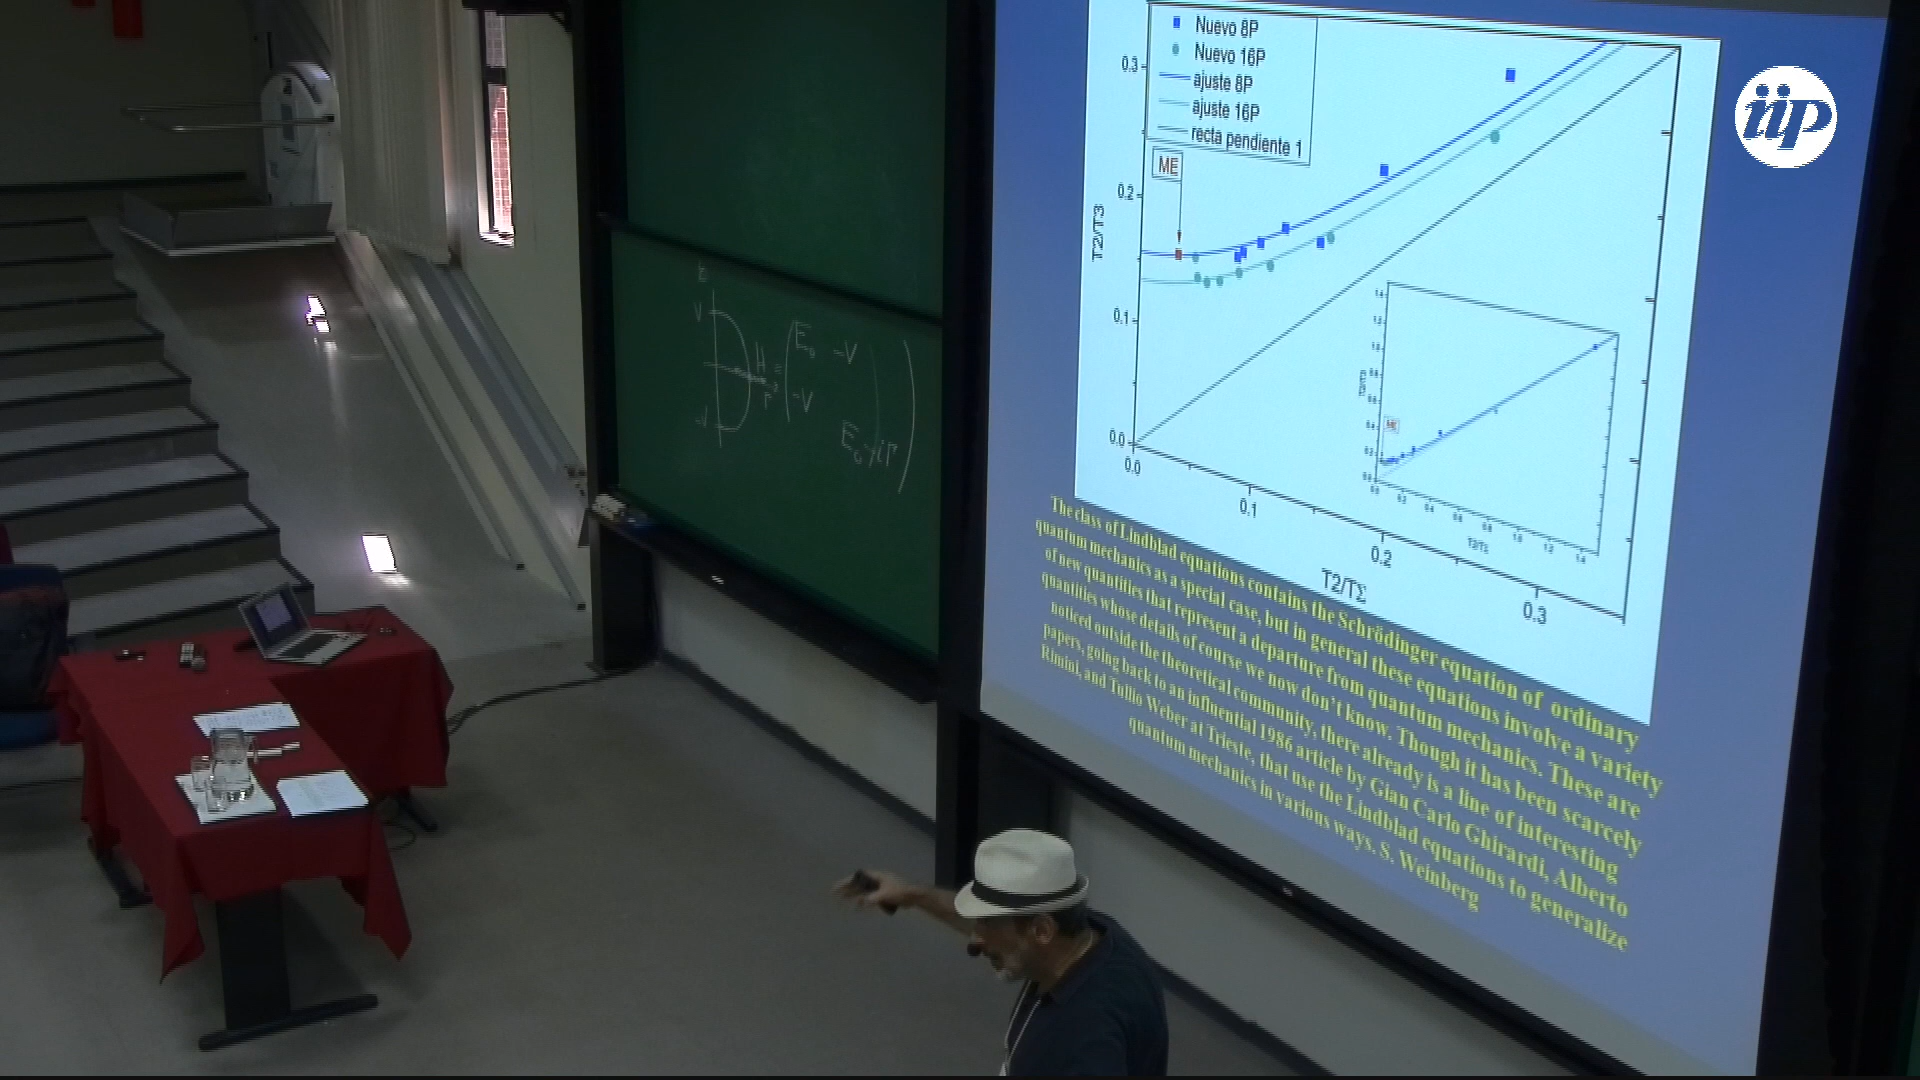 Nuevo 8P
Nuevo 16P
ajuste 8P
ajuste 16P
recta pendiente 1
ME
0.3
0.2
0.1
0.0
T2/T3
0.0
0.1
0.2
0.3
T2/TΣ
The class of Lindblad equations contains the Schrödinger equation of ordinary
quantum mechanics as a special case, but in general these equations involve a variety
of new quantities that represent a departure from quantum mechanics. These are
quantities whose details of course we now don't know. Though it has been scarcely
noticed outside the theoretical community, there already is a line of interesting
papers, going back to an influential 1986 article by Gian Carlo Ghirardi, Alberto
Rimini, and Tullio Weber at Trieste, that use the Lindblad equations to generalize
quantum mechanics in various ways. S. Weinberg
iip
V
-V
H =
E₀ -V
-V
E₀-iΓ